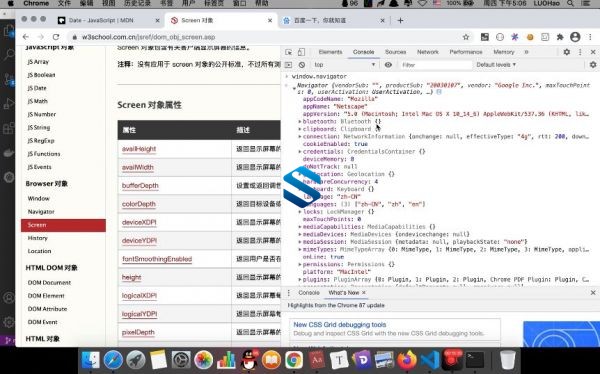 Chrome 文件 修改 视图 历史记录 书签 个人资料 标签页 窗口 帮助
周四 下午5:06 LUOHao
Date - JavaScript | MDN
Screen 对象
百度一下，你就知道
w3school.com.cn/jsref/dom_obj_screen.asp
JavaScript 对象
JS Array
JS Boolean
JS Date
JS Math
JS Number
JS String
JS RegExp
JS Functions
JS Events
Browser 对象
Window
Navigator
Screen
History
Location
HTML DOM 对象
DOM Document
DOM Element
DOM Attribute
DOM Event
HTML 对象
Screen 对象包含有关客户端显示屏幕的信息。
注释：没有应用于 screen 对象的公开标准，不过所有浏
Screen 对象属性
属性 描述
availHeight 返回显示屏幕的
availWidth 返回显示屏幕的
bufferDepth 设置或返回调色
colorDepth 返回目标设备或
deviceXDPI 返回显示屏幕的
deviceYDPI 返回显示屏幕的
fontSmoothingEnabled 返回用户是否在
height 返回显示屏幕的
logicalXDPI 返回显示屏幕每
logicalYDPI 返回显示屏幕每
pixelDepth 返回显示屏幕的
Elements Console
top Filter
window.navigator
Navigator {vendorSub: "", productSub: "20030107", vendor: "Google Inc.", maxTouchPoint
s: 0, userActivation: UserActivation, …}
appCodeName: "Mozilla"
appName: "Netscape"
appVersion: "5.0 (Macintosh; Intel Mac OS X 10_14_6) AppleWebKit/537.36 (KHTML, lik…
bluetooth: Bluetooth {}
clipboard: Clipboard
connection: NetworkInformation {onchange: null, effectiveType: "4g", rtt: 200, down…
cookieEnabled: true
credentials: CredentialsContainer {}
deviceMemory: 8
doNotTrack: null
geolocation: Geolocation {}
hardwareConcurrency: 4
keyboard: Keyboard {}
language: "zh-CN"
languages: (3) ["zh-CN", "zh", "en"]
locks: LockManager {}
maxTouchPoints: 0
mediaCapabilities: MediaCapabilities {}
mediaDevices: MediaDevices {ondevicechange: null}
mediaSession: MediaSession {metadata: null, playbackState: "none"}
mimeTypes: MimeTypeArray {0: MimeType, 1: MimeType, 2: MimeType, 3: MimeType, appli…
onLine: true
permissions: Permissions {}
platform: "MacIntel"
plugins: PluginArray {0: Plugin, 1: Plugin, 2: Plugin, Chrome PDF Plugin: Plugin, C…
Console What's New
Highlights from the Chrome 87 update
New CSS Grid debugging tools
Debug and inspect CSS Grid with the new CSS Grid debugging tools.
New WebAuthn tab